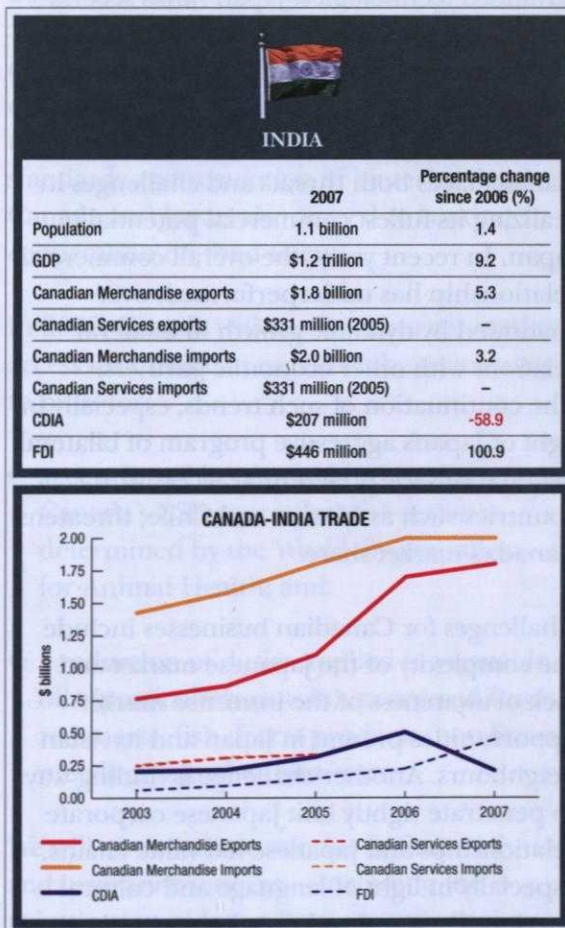 INDIA
2007 Percentage change since 2006 (%)
Population 1.1 billion 1.4
GDP $1.2 trillion 9.2
Canadian Merchandise exports $1.8 billion 5.3
Canadian Services exports $331 million (2005) –
Canadian Merchandise imports $2.0 billion 3.2
Canadian Services imports $331 million (2005) –
CDIA $207 million -58.9
FDI $446 million 100.9
CANADA-INDIA TRADE
$ billions
2.00
1.75
1.50
1.25
1.00
0.75
0.50
0.25
0.00
2003 2004 2005 2006 2007
Canadian Merchandise Exports Canadian Services Exports
Canadian Merchandise Imports Canadian Services Imports
CDIA FDI